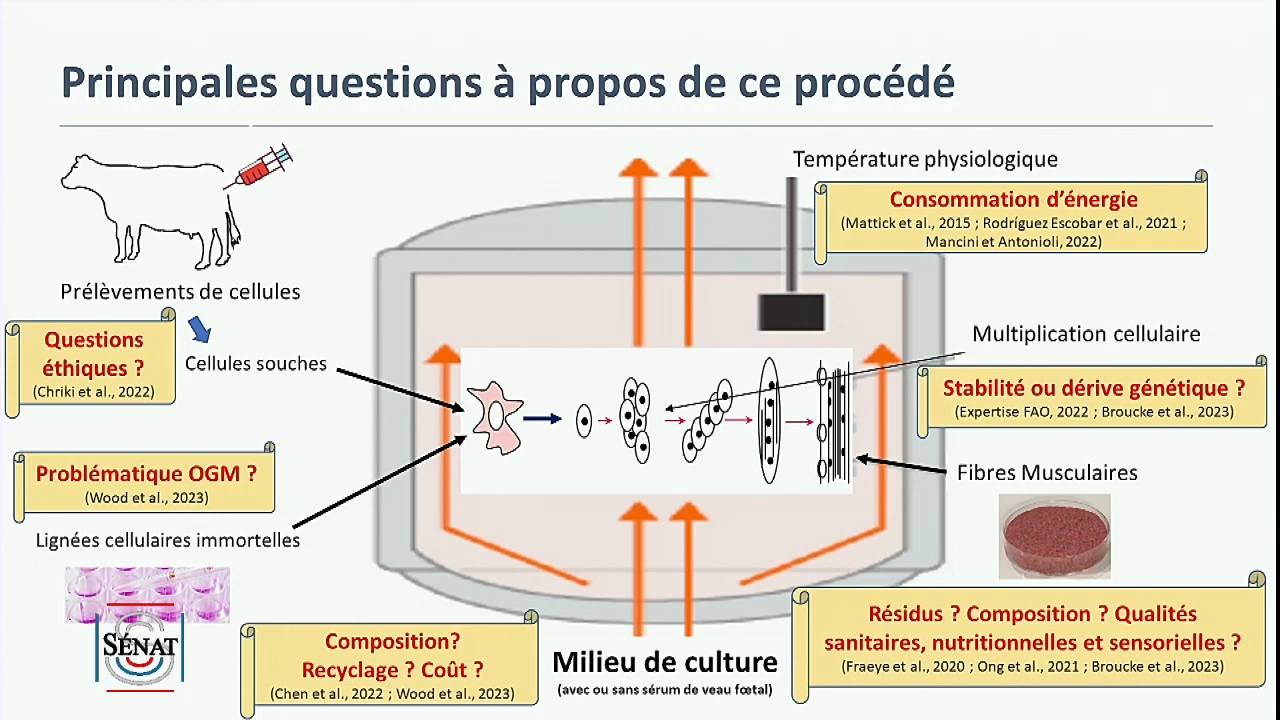 Principales questions à propos de ce procédé
Température physiologique
Consommation d’énergie
(Mattick et al., 2015 ; Rodríguez Escobar et al., 2021 ;
Mancini et Antonioli, 2022)
Prélèvements de cellules
Questions
éthiques ?
(Chriki et al., 2022)
Cellules souches
Multiplication cellulaire
Stabilité ou dérive génétique ?
(Expertise FAO, 2022 ; Broucke et al., 2023)
Problématique OGM ?
(Wood et al., 2023)
Fibres Musculaires
Lignées cellulaires immortelles
SÉNAT
Composition?
Recyclage ? Coût ?
(Chen et al., 2022 ; Wood et al., 2023)
Milieu de culture
(avec ou sans sérum de veau fœtal)
Résidus ? Composition ? Qualités
sanitaires, nutritionnelles et sensorielles ?
(Fraeye et al., 2020 ; Ong et al., 2021 ; Broucke et al., 2023)